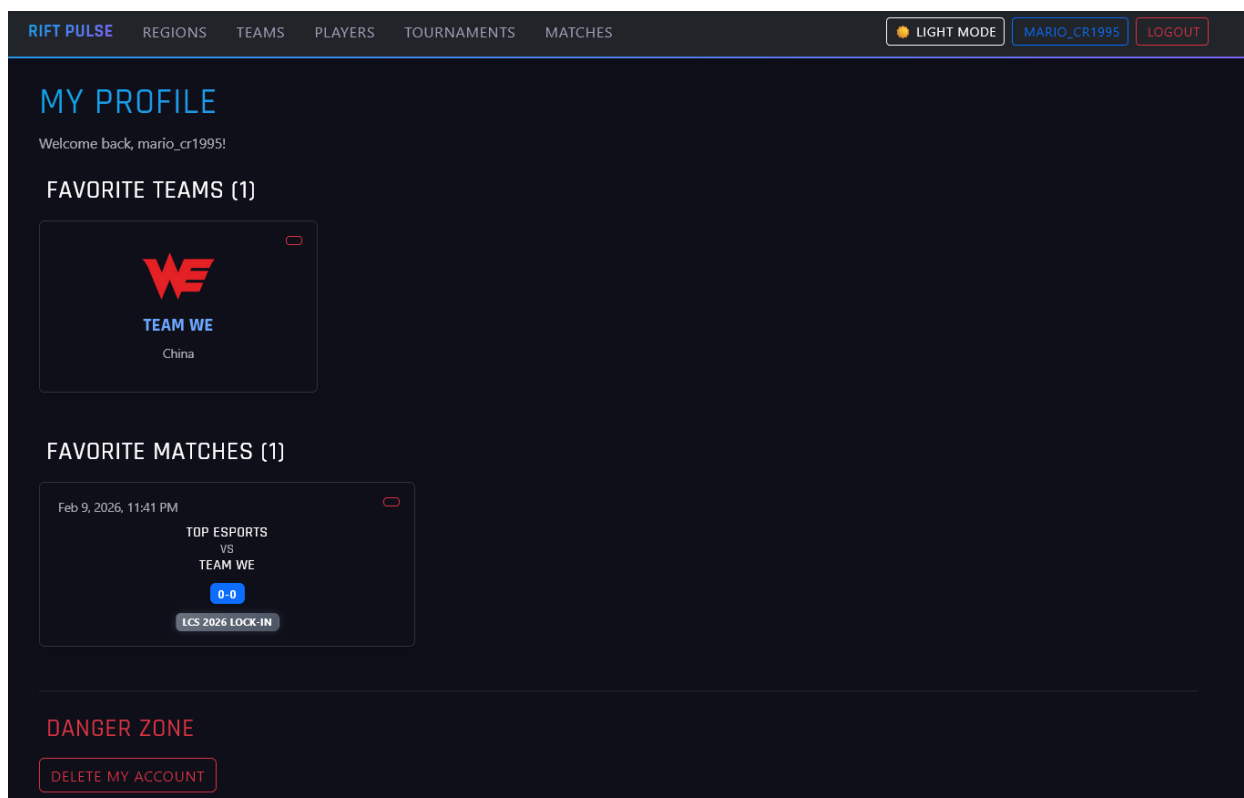 RIFT PULSE REGIONS TEAMS PLAYERS TOURNAMENTS MATCHES LIGHT MODE MARIO_CR1995 LOGOUT
MY PROFILE
Welcome back, mario_cr1995!
FAVORITE TEAMS (1)
WE
TEAM WE
China
FAVORITE MATCHES (1)
Feb 9, 2026, 11:41 PM
TOP ESPORTS
VS
TEAM WE
0-0
LCS 2026 LOCK-IN
DANGER ZONE
DELETE MY ACCOUNT